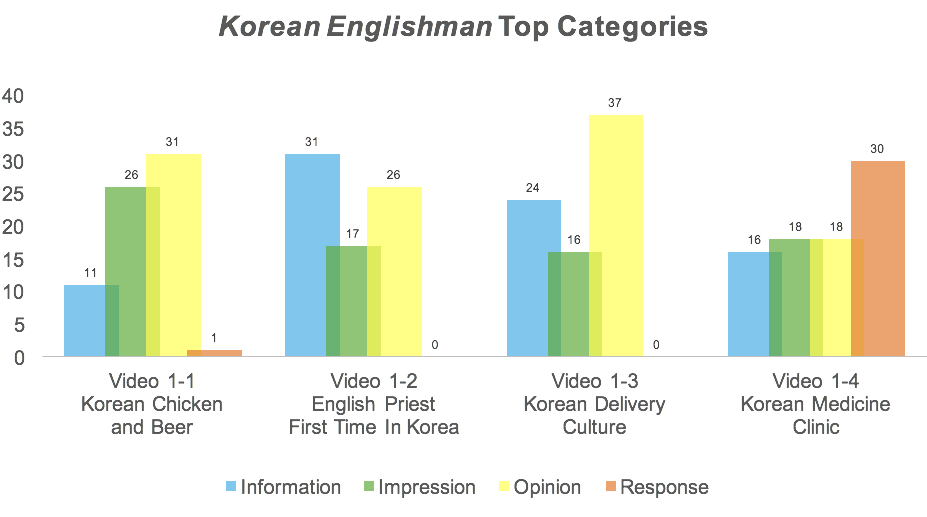 Korean Englishman Top Categories
40
35
30
25
20
15
10
5
0
11
26
31
1
31
17
26
0
24
16
37
0
16
18
18
30
Video 1-1
Korean Chicken
and Beer
Video 1-2
English Priest
First Time In Korea
Video 1-3
Korean Delivery
Culture
Video 1-4
Korean Medicine
Clinic
Information
Impression
Opinion
Response